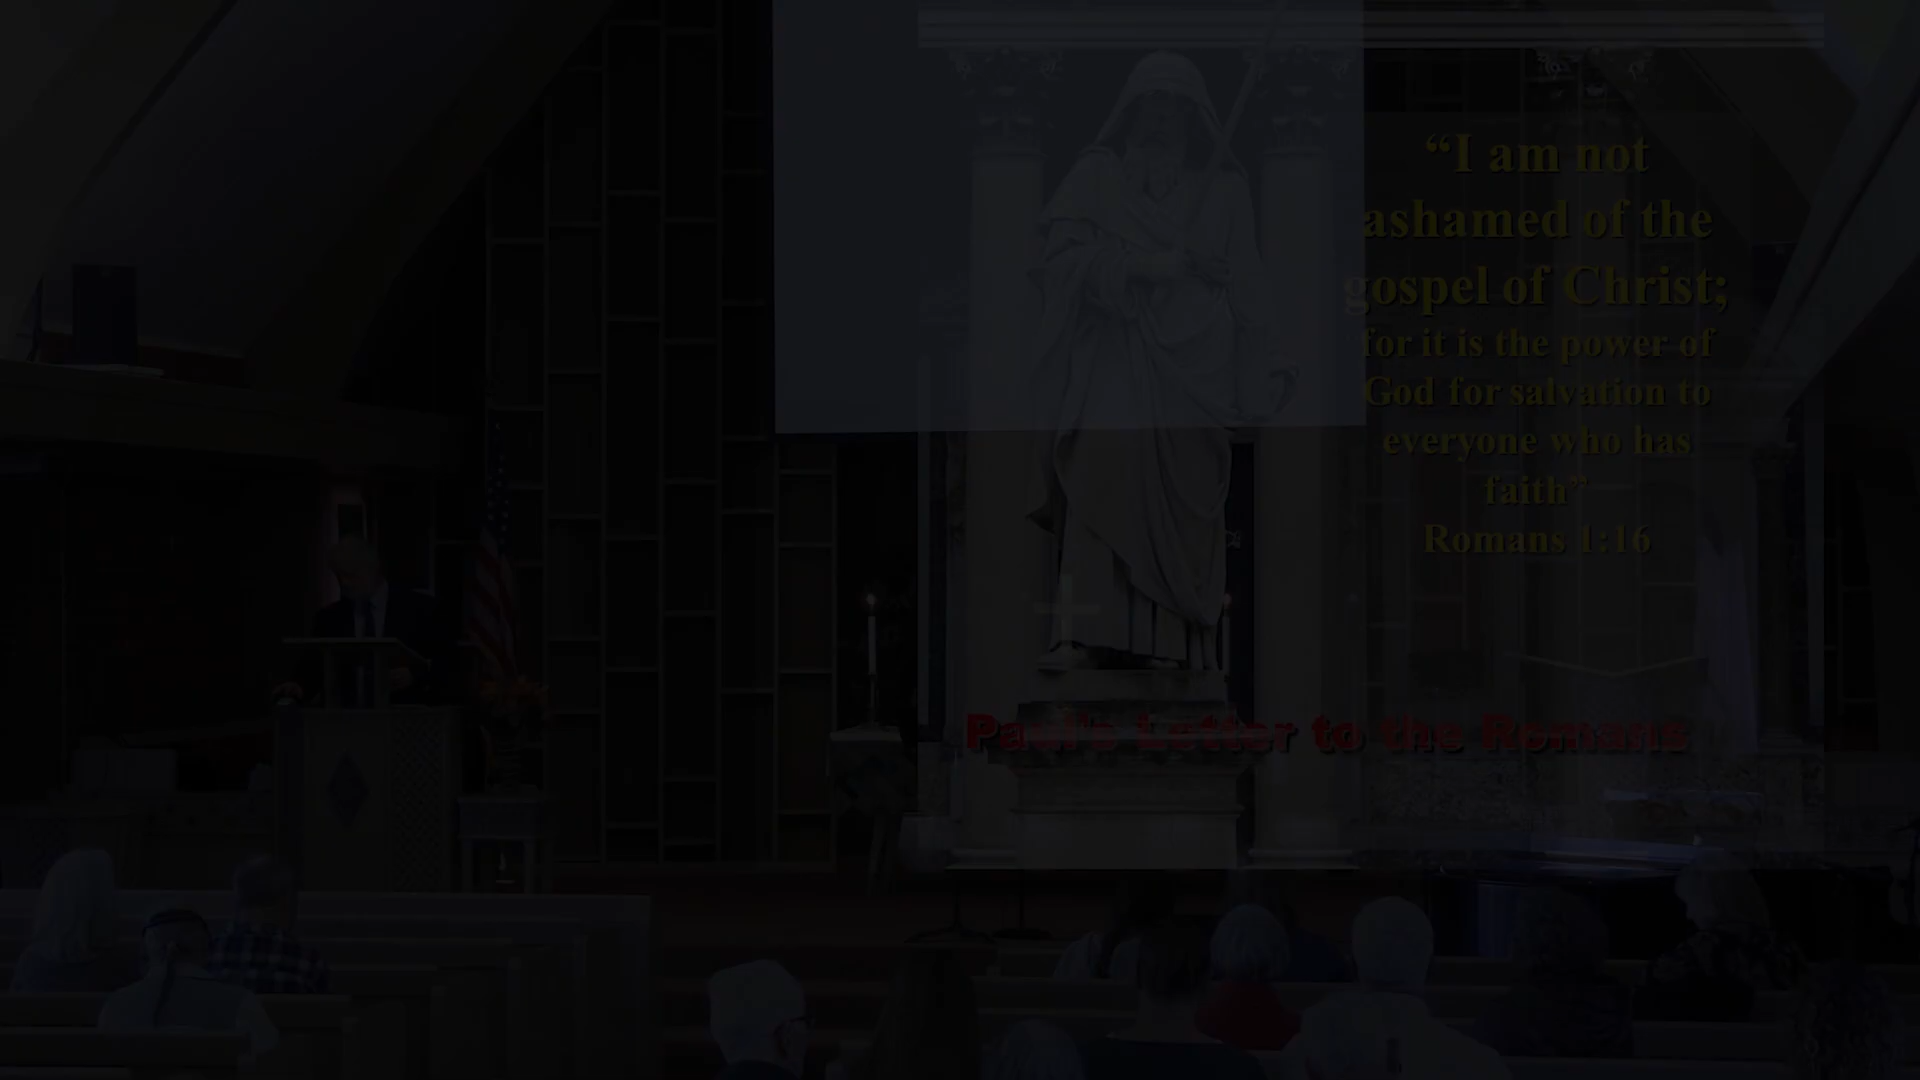 “I am not
ashamed of the
gospel of Christ;
for it is the power of
God for salvation to
everyone who has
faith”
Romans 1:16
Paul's Letter to the Romans